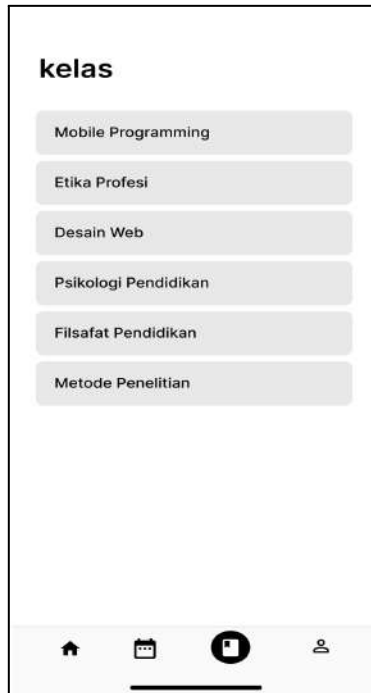 kelas
Mobile Programming
Etika Profesi
Desain Web
Psikologi Pendidikan
Filsafat Pendidikan
Metode Penelitian